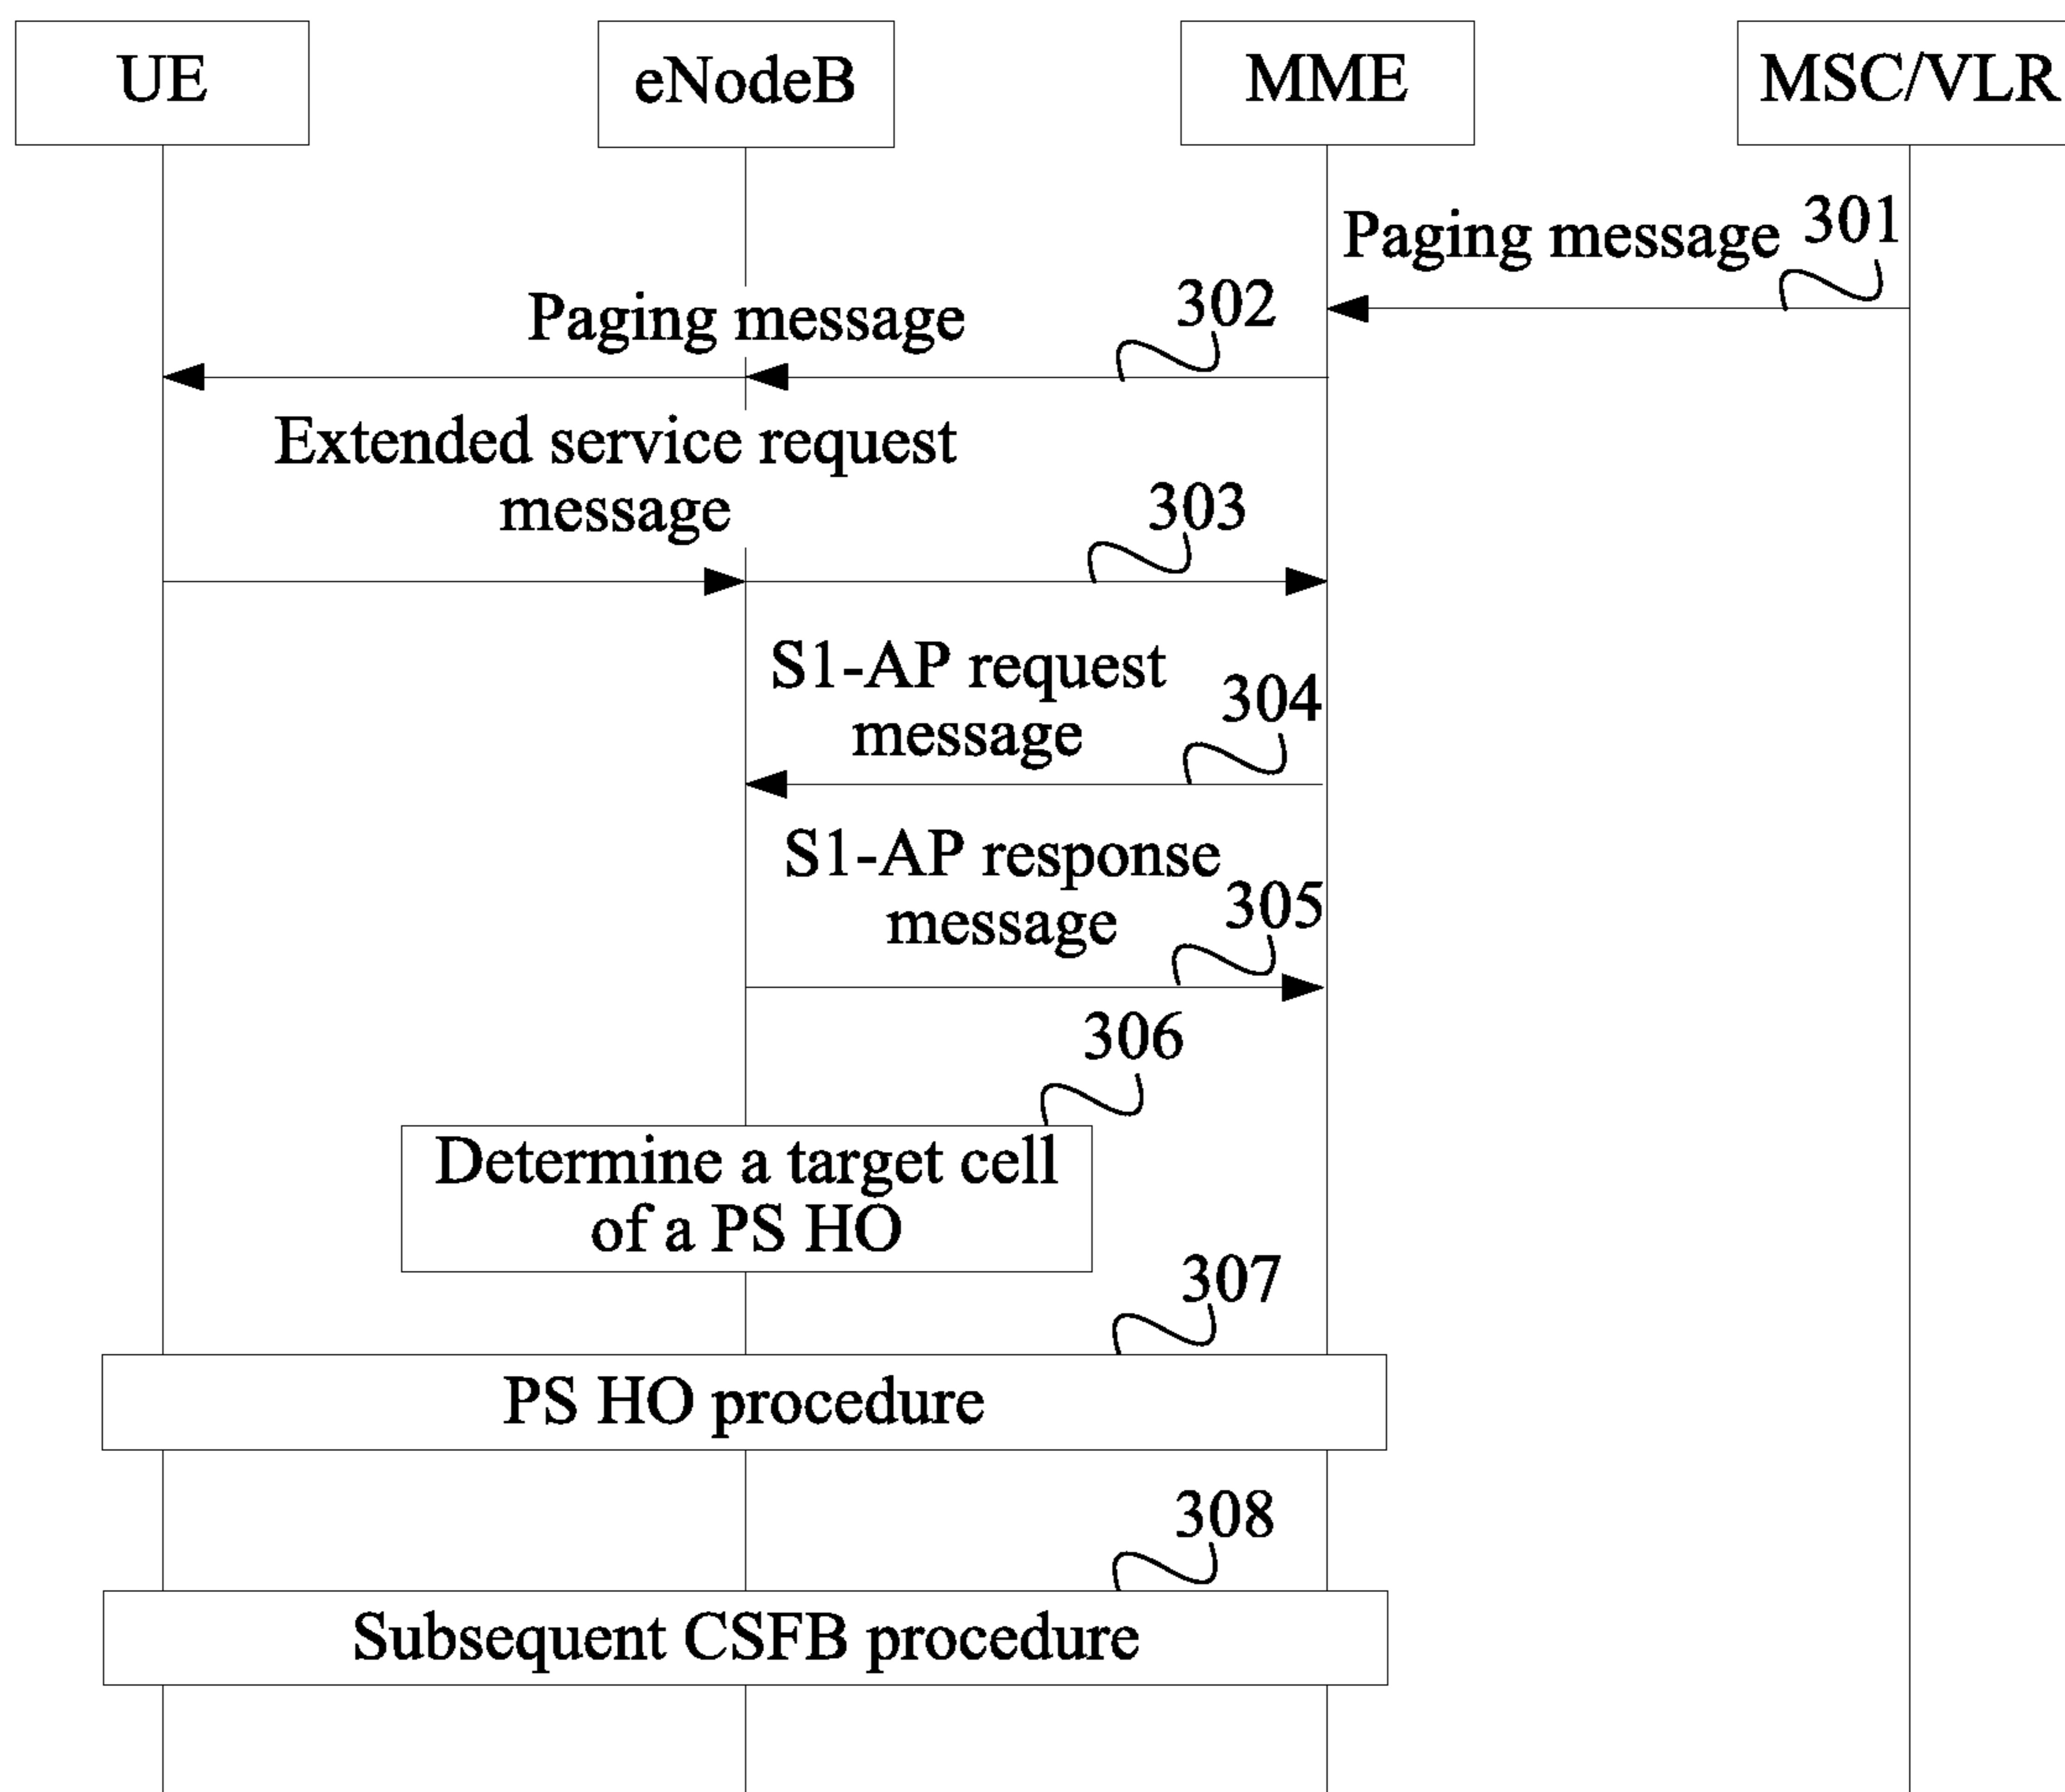 UE
eNodeB
MME
MSC/VLR
301
Paging message
302
Paging message
Extended service request
message
303
S1-AP request
message
304
S1-AP response
message
305
306
Determine a target cell
of a PS HO
307
PS HO procedure
308
Subsequent CSFB procedure